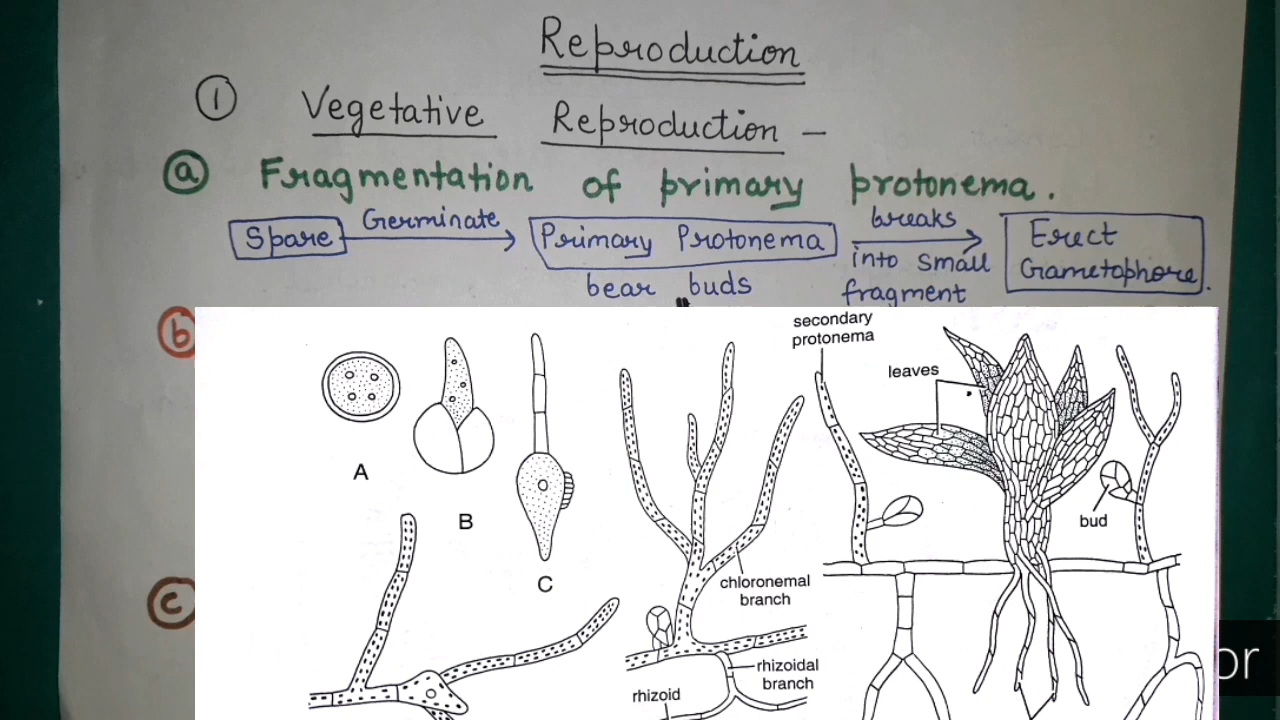 Reproduction
① Vegetative Reproduction –
ⓐ Fragmentation of primary protonema.
Spore Germinate Primary Protonema breaks Erect
bear buds into small Gametophore.
fragment
ⓑ
secondary
protonema
leaves
A
B
bud
C
chloronemal
branch
ⓒ
rhizoidal
branch
rhizoid
or